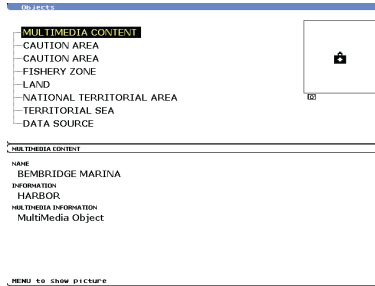 Objects
MULTIMEDIA CONTENT
CAUTION AREA
CAUTION AREA
FISHERY ZONE
LAND
NATIONAL TERRITORIAL AREA
TERRITORIAL SEA
DATA SOURCE
MULTIMEDIA CONTENT
NAME
BEMBRIDGE MARINA
INFORMATION
HARBOR
MULTIMEDIA INFORMATION
MultiMedia Object
MENU to show picture